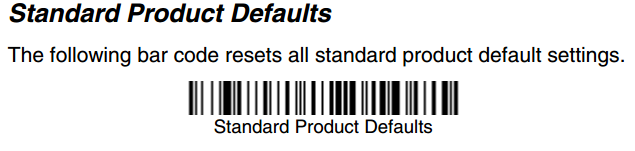 Standard Product Defaults
The following bar code resets all standard product default settings.
Standard Product Defaults